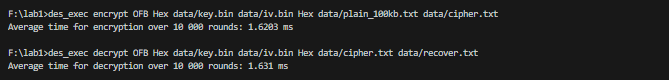 F:\lab1>des_exec encrypt OFB Hex data/key.bin data/iv.bin Hex data/plain_100kb.txt data/cipher.txt
Average time for encryption over 10 000 rounds: 1.6203 ms
F:\lab1>des_exec decrypt OFB Hex data/key.bin data/iv.bin Hex data/cipher.txt data/recover.txt
Average time for decryption over 10 000 rounds: 1.631 ms